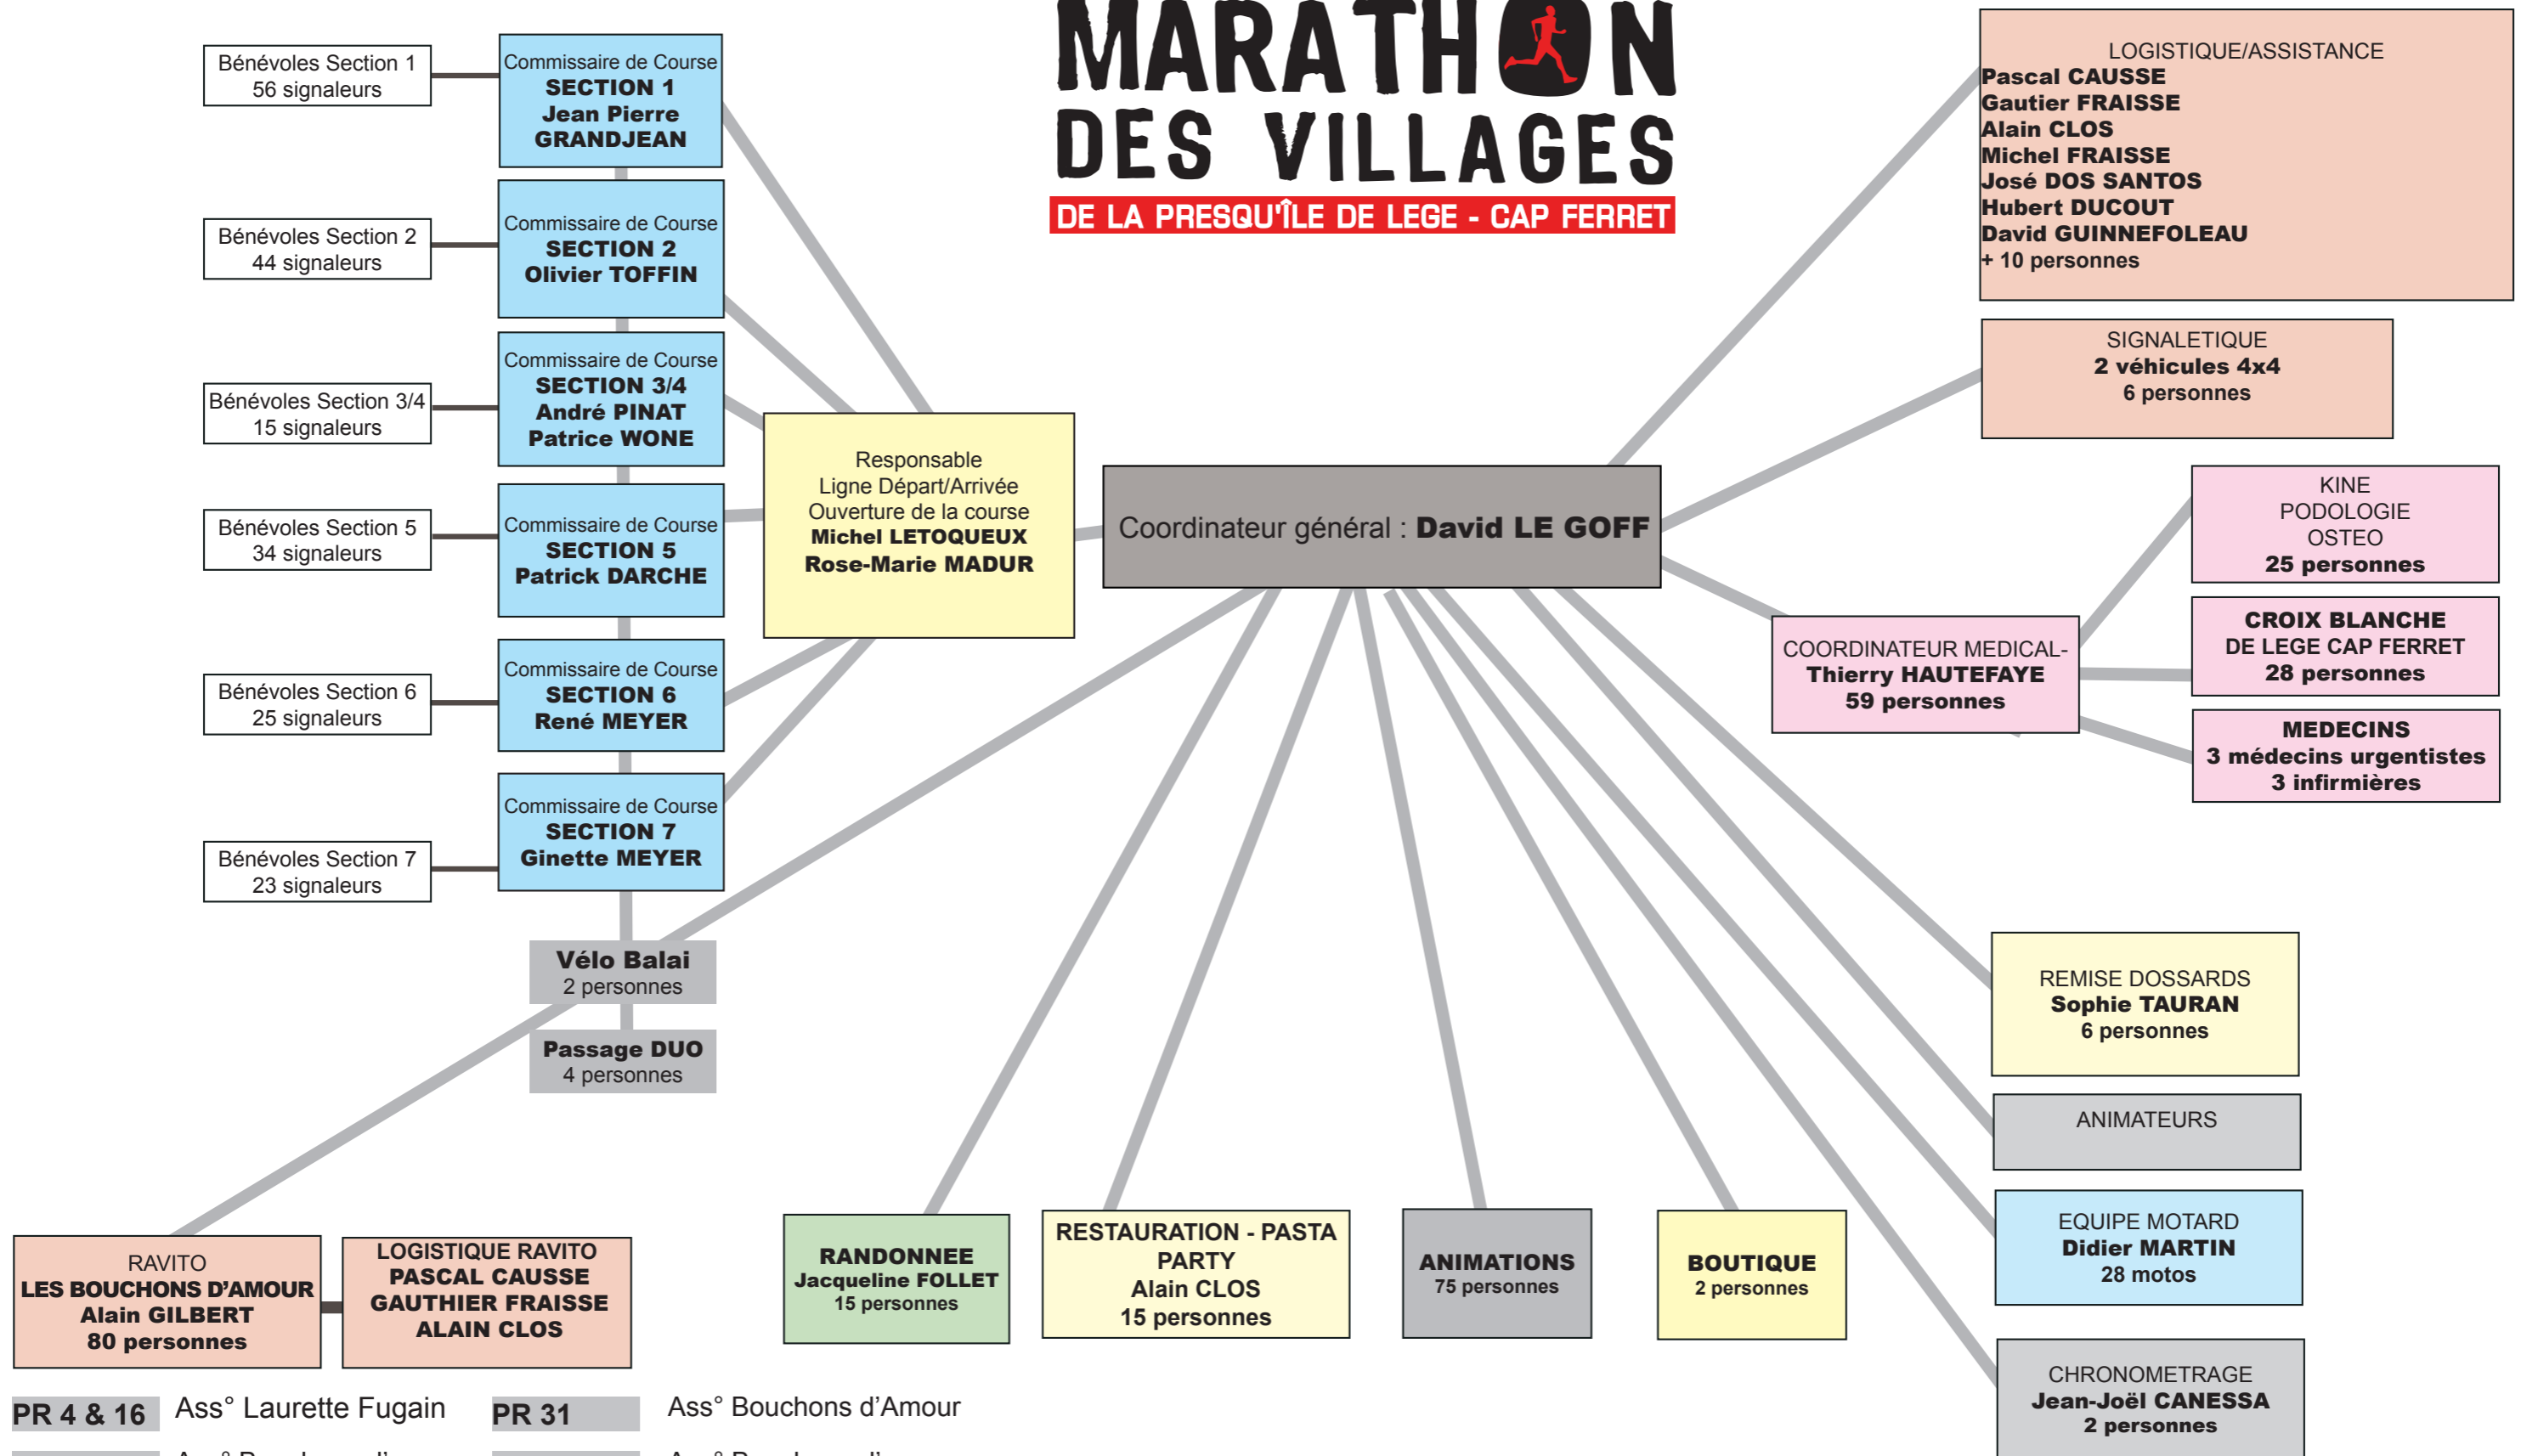 MARATHON
DES VILLAGES
DE LA PRESQU'ÎLE DE LEGE - CAP FERRET
Bénévoles Section 1
56 signaleurs
Commissaire de Course
SECTION 1
Jean Pierre
GRANDJEAN
Bénévoles Section 2
44 signaleurs
Commissaire de Course
SECTION 2
Olivier TOFFIN
Bénévoles Section 3/4
15 signaleurs
Commissaire de Course
SECTION 3/4
André PINAT
Patrice WONE
Bénévoles Section 5
34 signaleurs
Commissaire de Course
SECTION 5
Patrick DARCHE
Bénévoles Section 6
25 signaleurs
Commissaire de Course
SECTION 6
René MEYER
Bénévoles Section 7
23 signaleurs
Commissaire de Course
SECTION 7
Ginette MEYER
Vélo Balai
2 personnes
Passage DUO
4 personnes
Responsable
Ligne Départ/Arrivée
Ouverture de la course
Michel LETOQUEUX
Rose-Marie MADUR
Coordinateur général : David LE GOFF
LOGISTIQUE/ASSISTANCE
Pascal CAUSSE
Gautier FRAISSE
Alain CLOS
Michel FRAISSE
José DOS SANTOS
Hubert DUCOUT
David GUINNEFOLEAU
+ 10 personnes
SIGNALETIQUE
2 véhicules 4x4
6 personnes
COORDINATEUR MEDICAL-
Thierry HAUTEFAYE
59 personnes
KINE
PODOLOGIE
OSTEO
25 personnes
CROIX BLANCHE
DE LEGE CAP FERRET
28 personnes
MEDECINS
3 médecins urgentistes
3 infirmières
REMISE DOSSARDS
Sophie TAURAN
6 personnes
ANIMATEURS
EQUIPE MOTARD
Didier MARTIN
28 motos
CHRONOMETRAGE
Jean-Joël CANESSA
2 personnes
RAVITO
LES BOUCHONS D'AMOUR
Alain GILBERT
80 personnes
LOGISTIQUE RAVITO
PASCAL CAUSSE
GAUTHIER FRAISSE
ALAIN CLOS
RANDONNEE
Jacqueline FOLLET
15 personnes
RESTAURATION - PASTA
PARTY
Alain CLOS
15 personnes
ANIMATIONS
75 personnes
BOUTIQUE
2 personnes
PR 4 & 16 Ass° Laurette Fugain
PR 31 Ass° Bouchons d'Amour